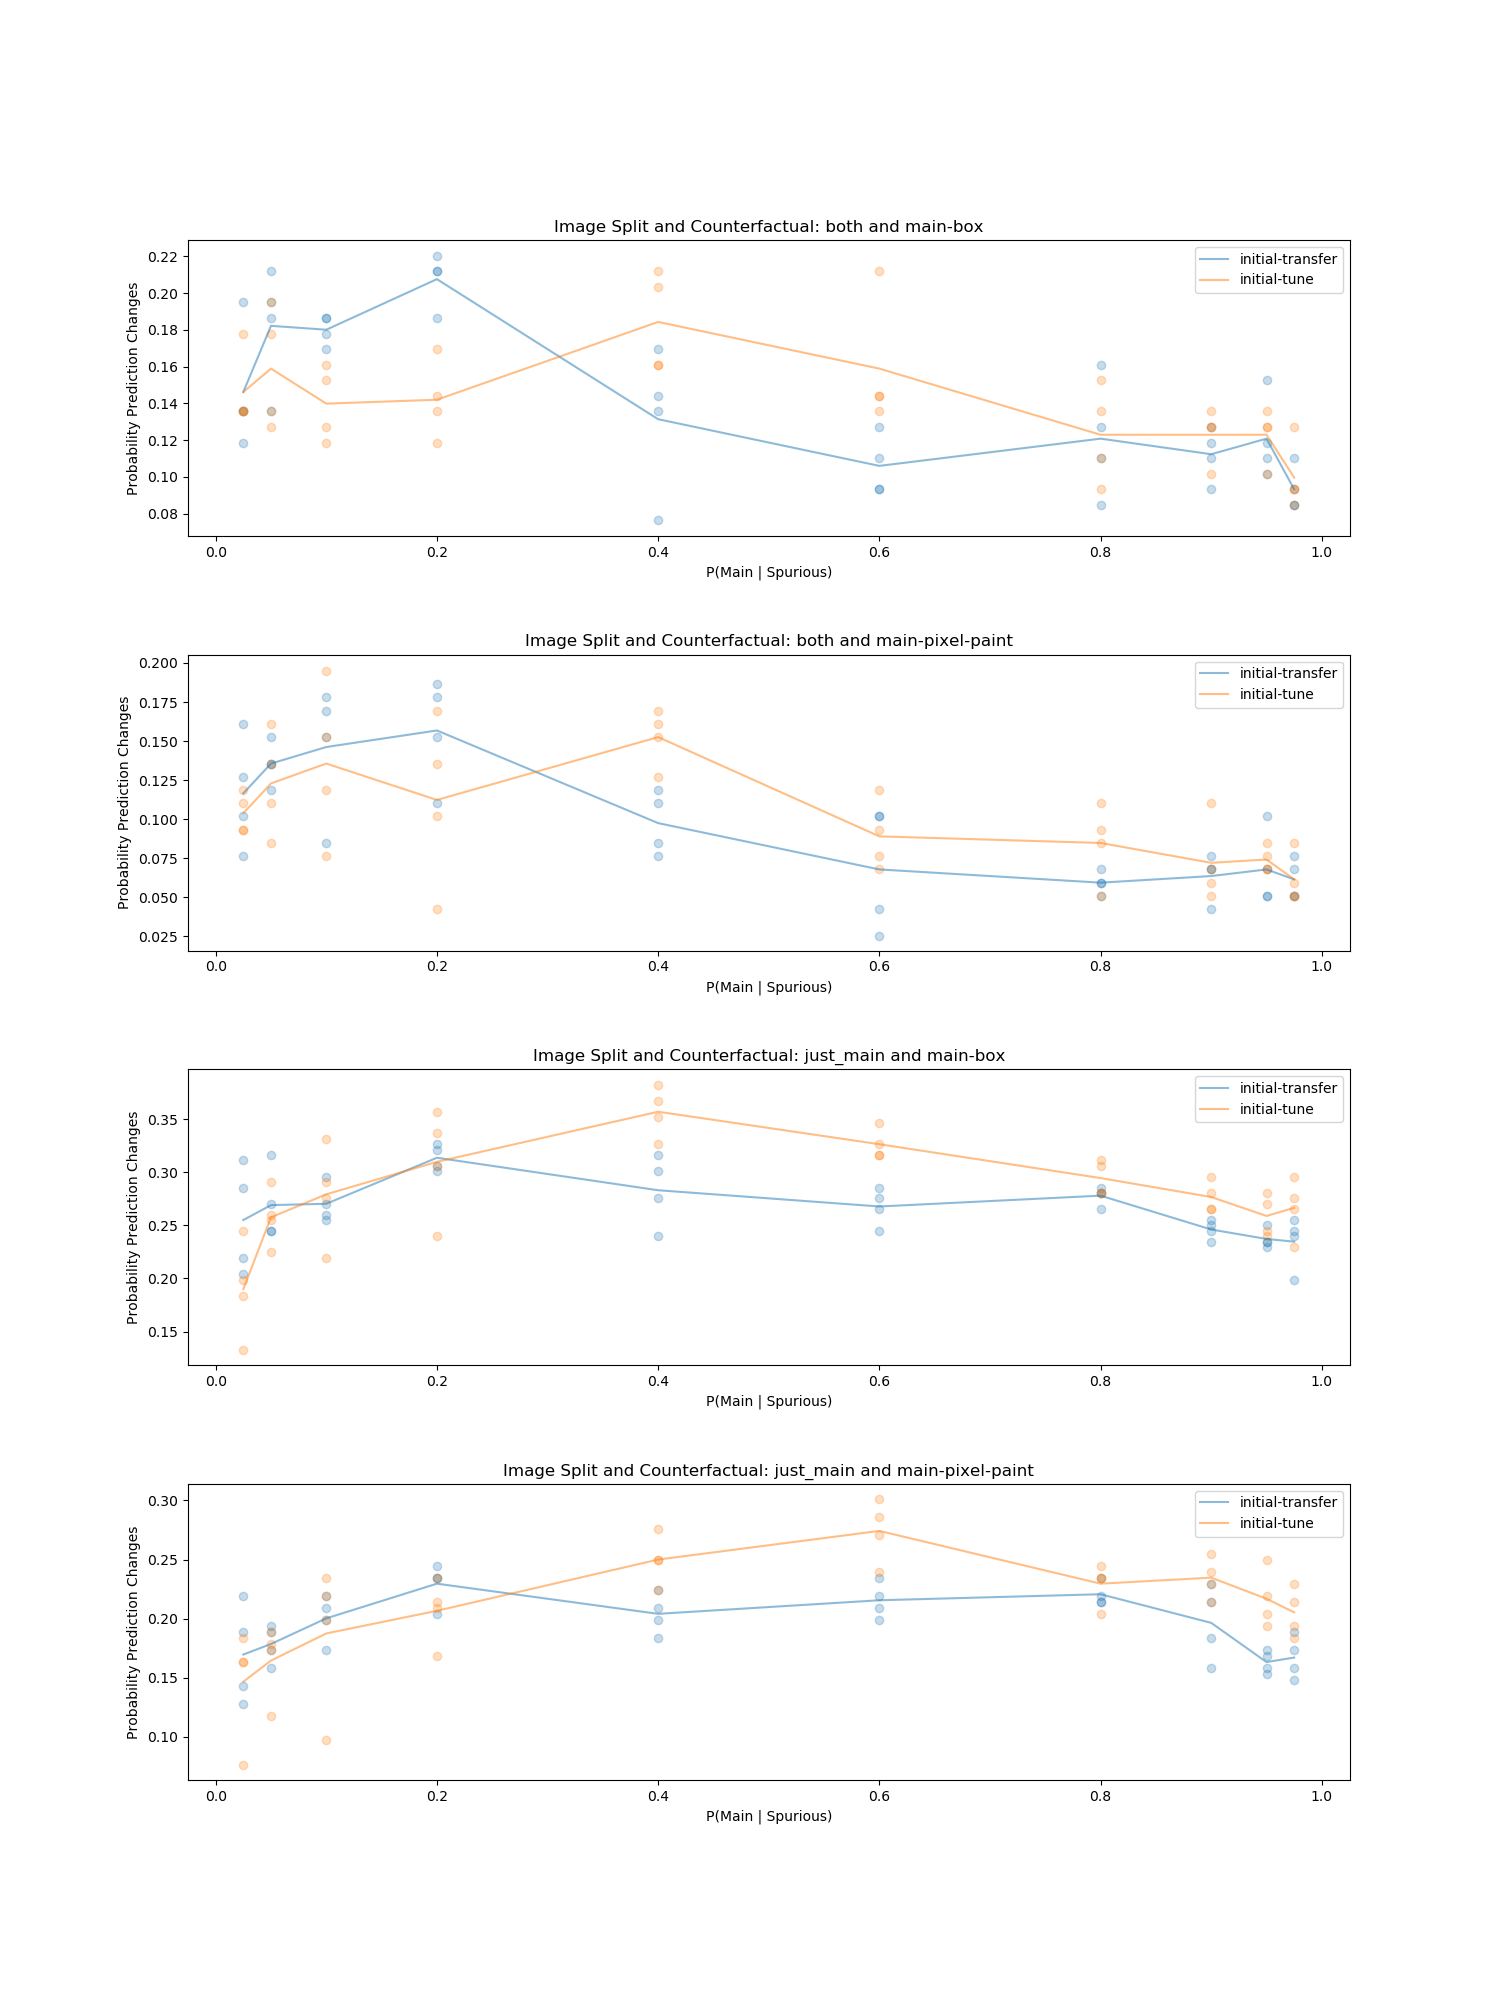 Image Split and Counterfactual: both and main-box
Probability Prediction Changes
0.22
0.20
0.18
0.16
0.14
0.12
0.10
0.08
initial-transfer
initial-tune
0.0 0.2 0.4 0.6 0.8 1.0
P(Main | Spurious)
Image Split and Counterfactual: both and main-pixel-paint
Probability Prediction Changes
0.200
0.175
0.150
0.125
0.100
0.075
0.050
0.025
initial-transfer
initial-tune
0.0 0.2 0.4 0.6 0.8 1.0
P(Main | Spurious)
Image Split and Counterfactual: just_main and main-box
Probability Prediction Changes
0.35
0.30
0.25
0.20
0.15
initial-transfer
initial-tune
0.0 0.2 0.4 0.6 0.8 1.0
P(Main | Spurious)
Image Split and Counterfactual: just_main and main-pixel-paint
Probability Prediction Changes
0.30
0.25
0.20
0.15
0.10
initial-transfer
initial-tune
0.0 0.2 0.4 0.6 0.8 1.0
P(Main | Spurious)